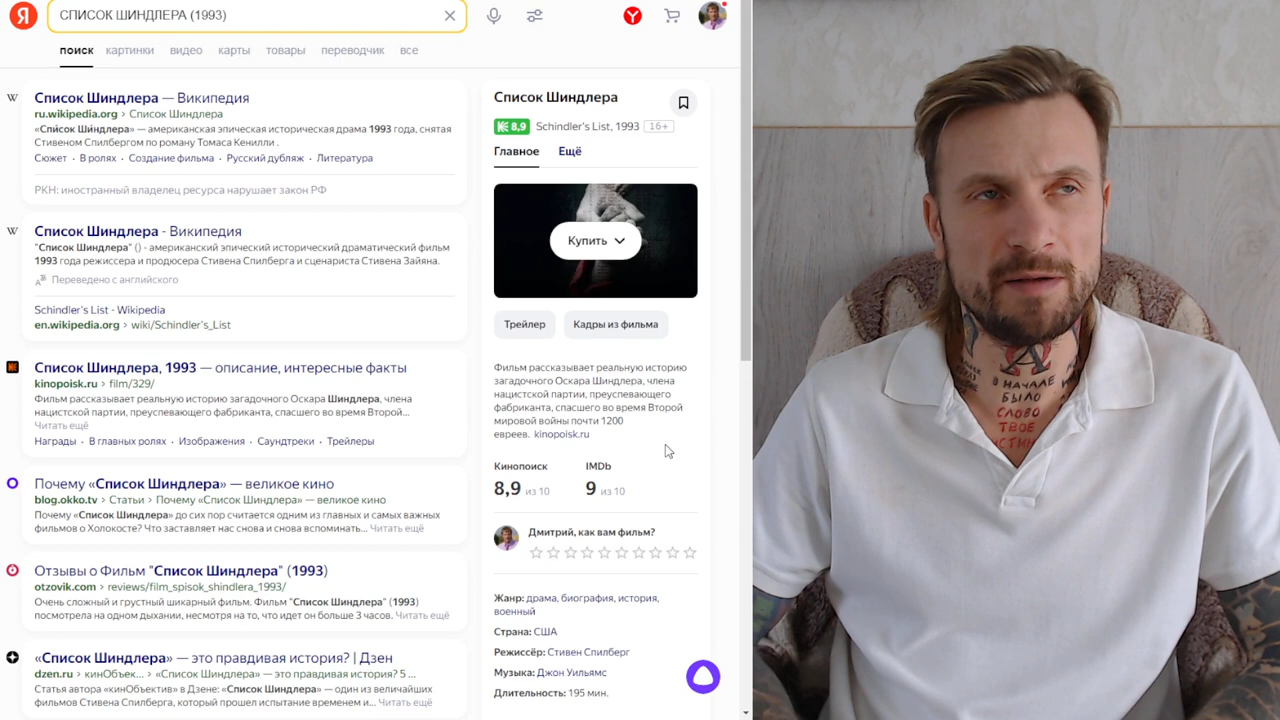 Я
СПИСОК ШИНДЛЕРА (1993)
поиск картинки видео карты товары переводчик все
W
Список Шиндлера — Википедия
ru.wikipedia.org › Список Шиндлера
«Спи́сок Ши́ндлера» — американская эпическая историческая драма 1993 года, снятая
Стивеном Спилбергом по роману Томаса Кенилли .
Сюжет · В ролях · Создание фильма · Русский дубляж · Литература
РКН: иностранный владелец ресурса нарушает закон РФ
W
Список Шиндлера - Википедия
"Список Шиндлера" () - американский эпический исторический драматический фильм
1993 года режиссера и продюсера Стивена Спилберга и сценариста Стивена Зайяна.
Переведено с английского
Schindler's List - Wikipedia
en.wikipedia.org › wiki/Schindler's_List
Список Шиндлера, 1993 — описание, интересные факты
kinopoisk.ru › film/329/
Фильм рассказывает реальную историю загадочного Оскара Шиндлера, члена
нацистской партии, преуспевающего фабриканта, спасшего во время Второй...
Читать ещё
Награды · В главных ролях · Изображения · Саундтреки · Трейлеры
Почему «Список Шиндлера» — великое кино
blog.okko.tv › Статьи › Почему «Список Шиндлера» — великое кино
Почему «Список Шиндлера» до сих пор считается одним из главных и самых важных
фильмов о Холокосте? Что заставляет нас снова и снова вспоминать... Читать ещё
Отзывы о Фильм "Список Шиндлера" (1993)
otzovik.com › reviews/film_spisok_shindlera_1993/
Очень сложный и грустный шикарный фильм. Фильм "Список Шиндлера" (1993)
посмотрела на одном дыхании, несмотря на то, что идет он больше 3 часов. Читать ещё
«Список Шиндлера» — это правдивая история? | Дзен
dzen.ru › кинОбъек... › «Список Шиндлера» — это правдивая история? 5 ...
Статья автора «кинОбъектив» в Дзене: «Список Шиндлера» — один из величайших
фильмов Стивена Спилберга, который прошел испытание временем и... Читать ещё
Список Шиндлера
8,9 Schindler's List, 1993 16+
Главное Ещё
Купить
Трейлер Кадры из фильма
Фильм рассказывает реальную историю
загадочного Оскара Шиндлера, члена
нацистской партии, преуспевающего
фабриканта, спасшего во время Второй
мировой войны почти 1200
евреев. kinopoisk.ru
Кинопоиск IMDb
8,9 из 10 9 из 10
Дмитрий, как вам фильм?
Жанр: драма, биография, история,
военный
Страна: США
Режиссёр: Стивен Спилберг
Музыка: Джон Уильямс
Длительность: 195 мин.
В НАЧАЛЕ
БЫЛО
СЛОВО
ТВОЕ